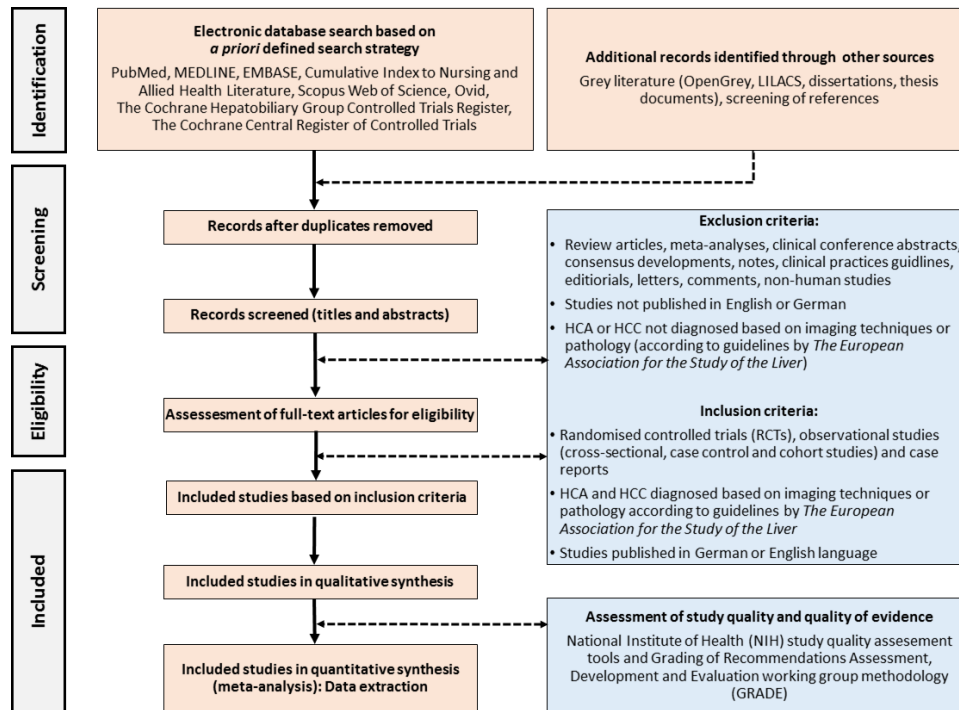 Identification
Electronic database search based on
a priori defined search strategy
PubMed, MEDLINE, EMBASE, Cumulative Index to Nursing and
Allied Health Literature, Scopus Web of Science, Ovid,
The Cochrane Hepatobiliary Group Controlled Trials Register,
The Cochrane Central Register of Controlled Trials
Additional records identified through other sources
Grey literature (OpenGrey, LILACS, dissertations, thesis
documents), screening of references
Screening
Records after duplicates removed
Records screened (titles and abstracts)
Exclusion criteria:
• Review articles, meta-analyses, clinical conference abstracts,
consensus developments, notes, clinical practices guidlines,
editiorials, letters, comments, non-human studies
• Studies not published in English or German
• HCA or HCC not diagnosed based on imaging techniques or
pathology (according to guidelines by The European
Association for the Study of the Liver)
Eligibility
Assessesment of full-text articles for eligibility
Inclusion criteria:
• Randomised controlled trials (RCTs), observational studies
(cross-sectional, case control and cohort studies) and case
reports
• HCA and HCC diagnosed based on imaging techniques or
pathology according to guidelines by The European
Association for the Study of the Liver
• Studies published in German or English language
Included
Included studies based on inclusion criteria
Included studies in qualitative synthesis
Included studies in quantitative synthesis
(meta-analysis): Data extraction
Assessment of study quality and quality of evidence
National Institute of Health (NIH) study quality assesement
tools and Grading of Recommendations Assessment,
Development and Evaluation working group methodology
(GRADE)